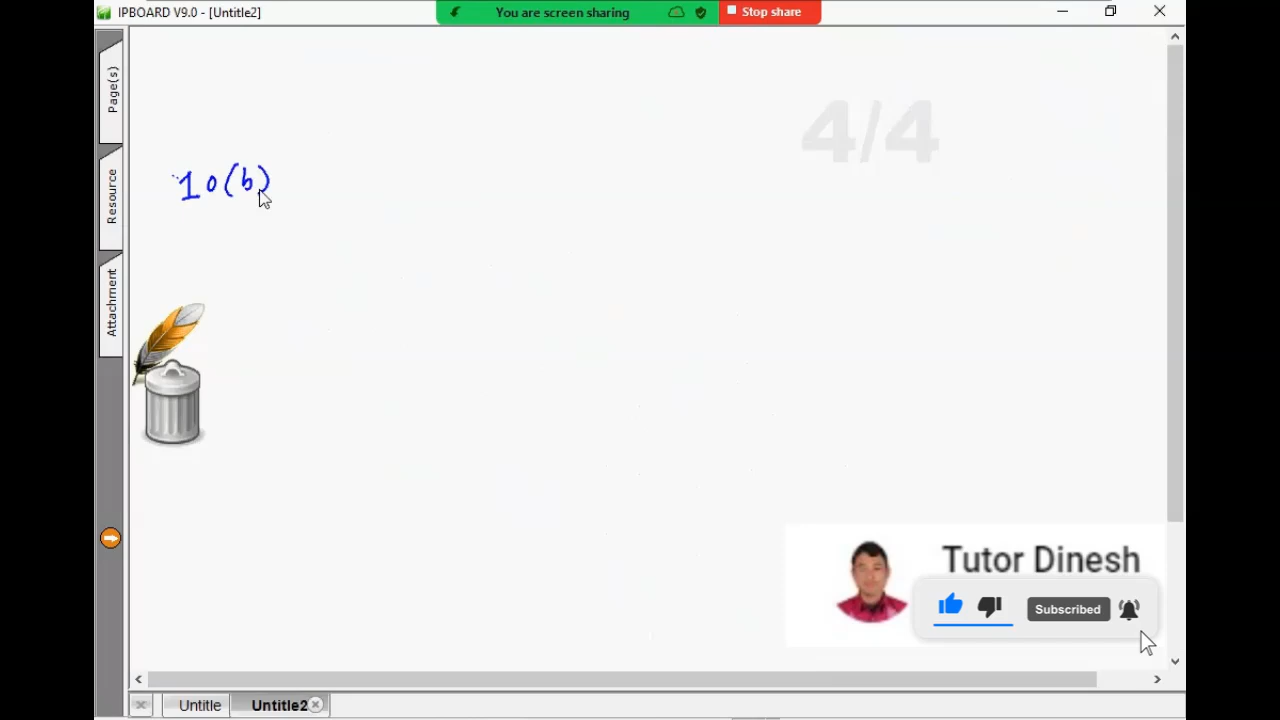 IPBOARD V9.0 - [Untitle2]
You are screen sharing
Stop share
Page(s)
Resource
Attachment
4/4
10(b)
Tutor Dinesh
Subscribed
Untitle
Untitle2